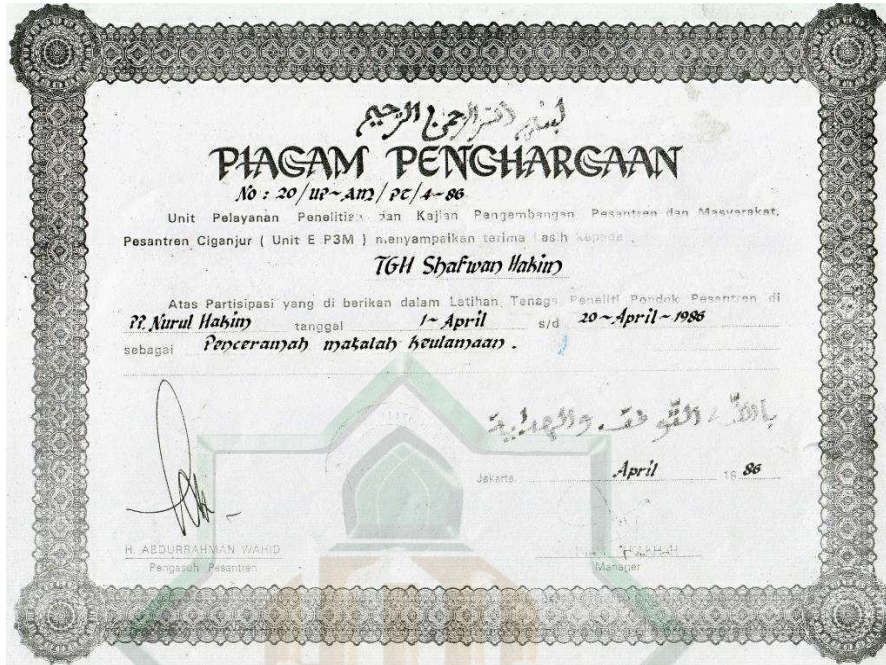 بسم الله الرحمن الرحيم
PIAGAM PENGHARGAAN
No : 20/UP~AM/PC/4-86
Unit Pelayanan Penelitian dan Kajian Pengembangan Pesantren dan Masyarakat,
Pesantren Ciganjur ( Unit E P3M ) menyampaikan terima kasih kepada :
TGH Shafwan Hakim
Atas Partisipasi yang di berikan dalam Latihan Tenaga Peneliti Pondok Pesantren di
PP. Nurul Hakim tanggal 1~April s/d 20~April~1986
sebagai Penceramah makalah keulamaan .
بالله التوفيق والهداية
Jakarta, April 19 86
H. ABDURRAHMAN WAHID
Pengasuh Pesantren
Manager